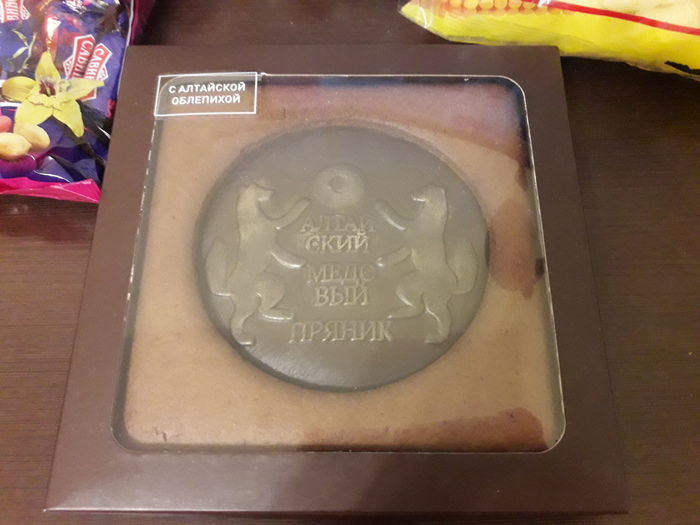 С АЛТАЙСКОЙ
ОБЛЕПИХОЙ
АЛТАЙ
СКИЙ
МЕДО
ВЫЙ
ПРЯНИК